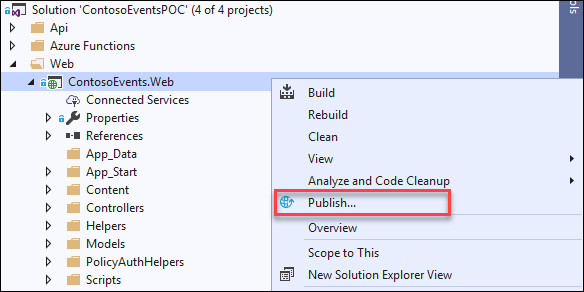 Solution 'ContosoEventsPOC' (4 of 4 projects)
Api
Azure Functions
Web
ContosoEvents.Web
Connected Services
Properties
References
App_Data
App_Start
Content
Controllers
Helpers
Models
PolicyAuthHelpers
Scripts
Build
Rebuild
Clean
View
Analyze and Code Cleanup
Publish...
Overview
Scope to This
New Solution Explorer View
ols